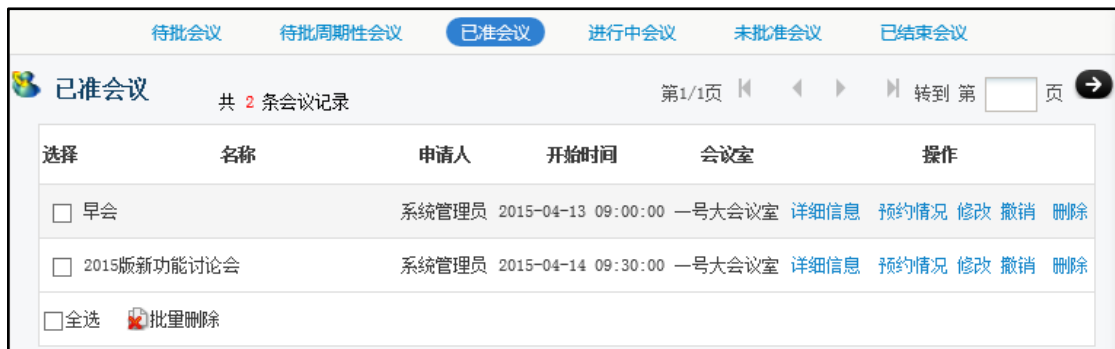 待批会议 待批周期性会议 已准会议 进行中会议 未批准会议 已结束会议
已准会议 共 2 条会议记录 第1/1页 转到 第 页
选择 名称 申请人 开始时间 会议室 操作
早会 系统管理员 2015-04-13 09:00:00 一号大会议室 详细信息 预约情况 修改 撤销 删除
2015版新功能讨论会 系统管理员 2015-04-14 09:30:00 一号大会议室 详细信息 预约情况 修改 撤销 删除
全选 批量删除